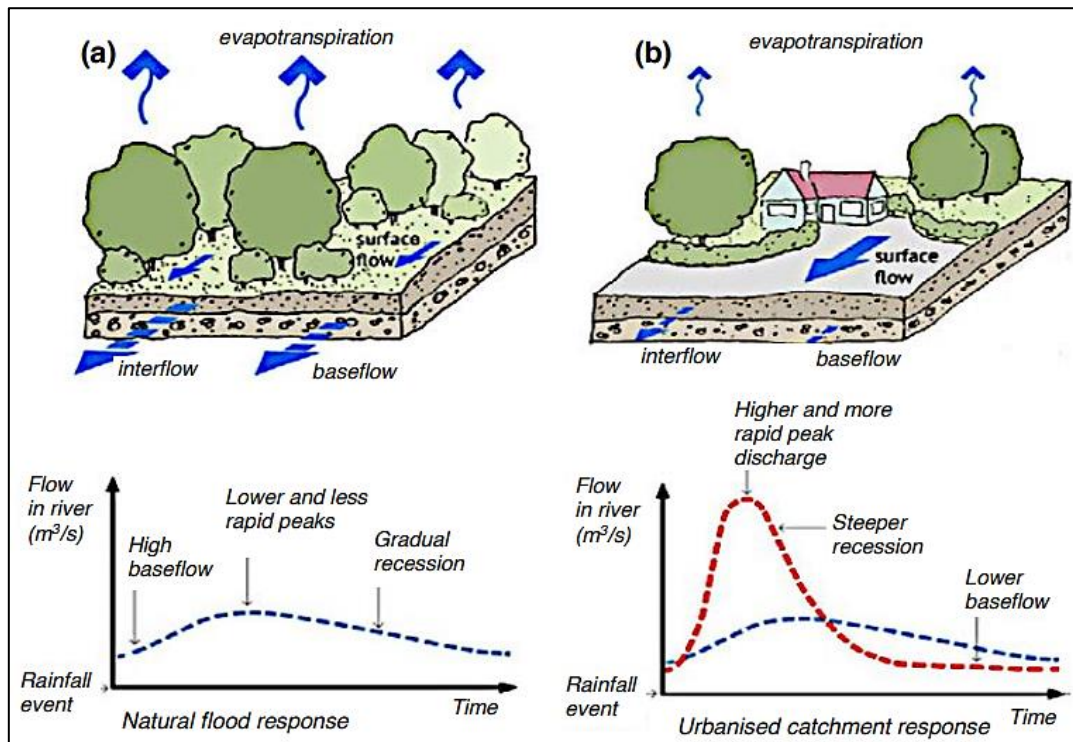 evapotranspiration
(a)
surface
flow
interflow
baseflow
evapotranspiration
(b)
surface
flow
interflow
baseflow
Flow
in river
(m³/s)
High
baseflow
Lower and less
rapid peaks
Gradual
recession
Rainfall
event
Natural flood response
Time
Flow
in river
(m³/s)
Higher and more
rapid peak
discharge
Steeper
recession
Lower
baseflow
Rainfall
event
Urbanised catchment response
Time